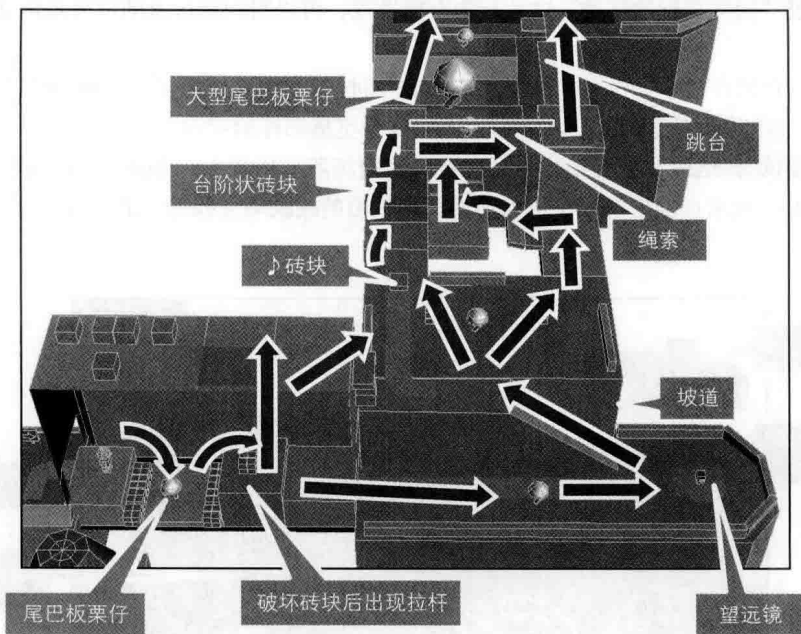 大型尾巴板栗仔
跳台
台阶状砖块
绳索
♪砖块
坡道
尾巴板栗仔
破坏砖块后出现拉杆
望远镜